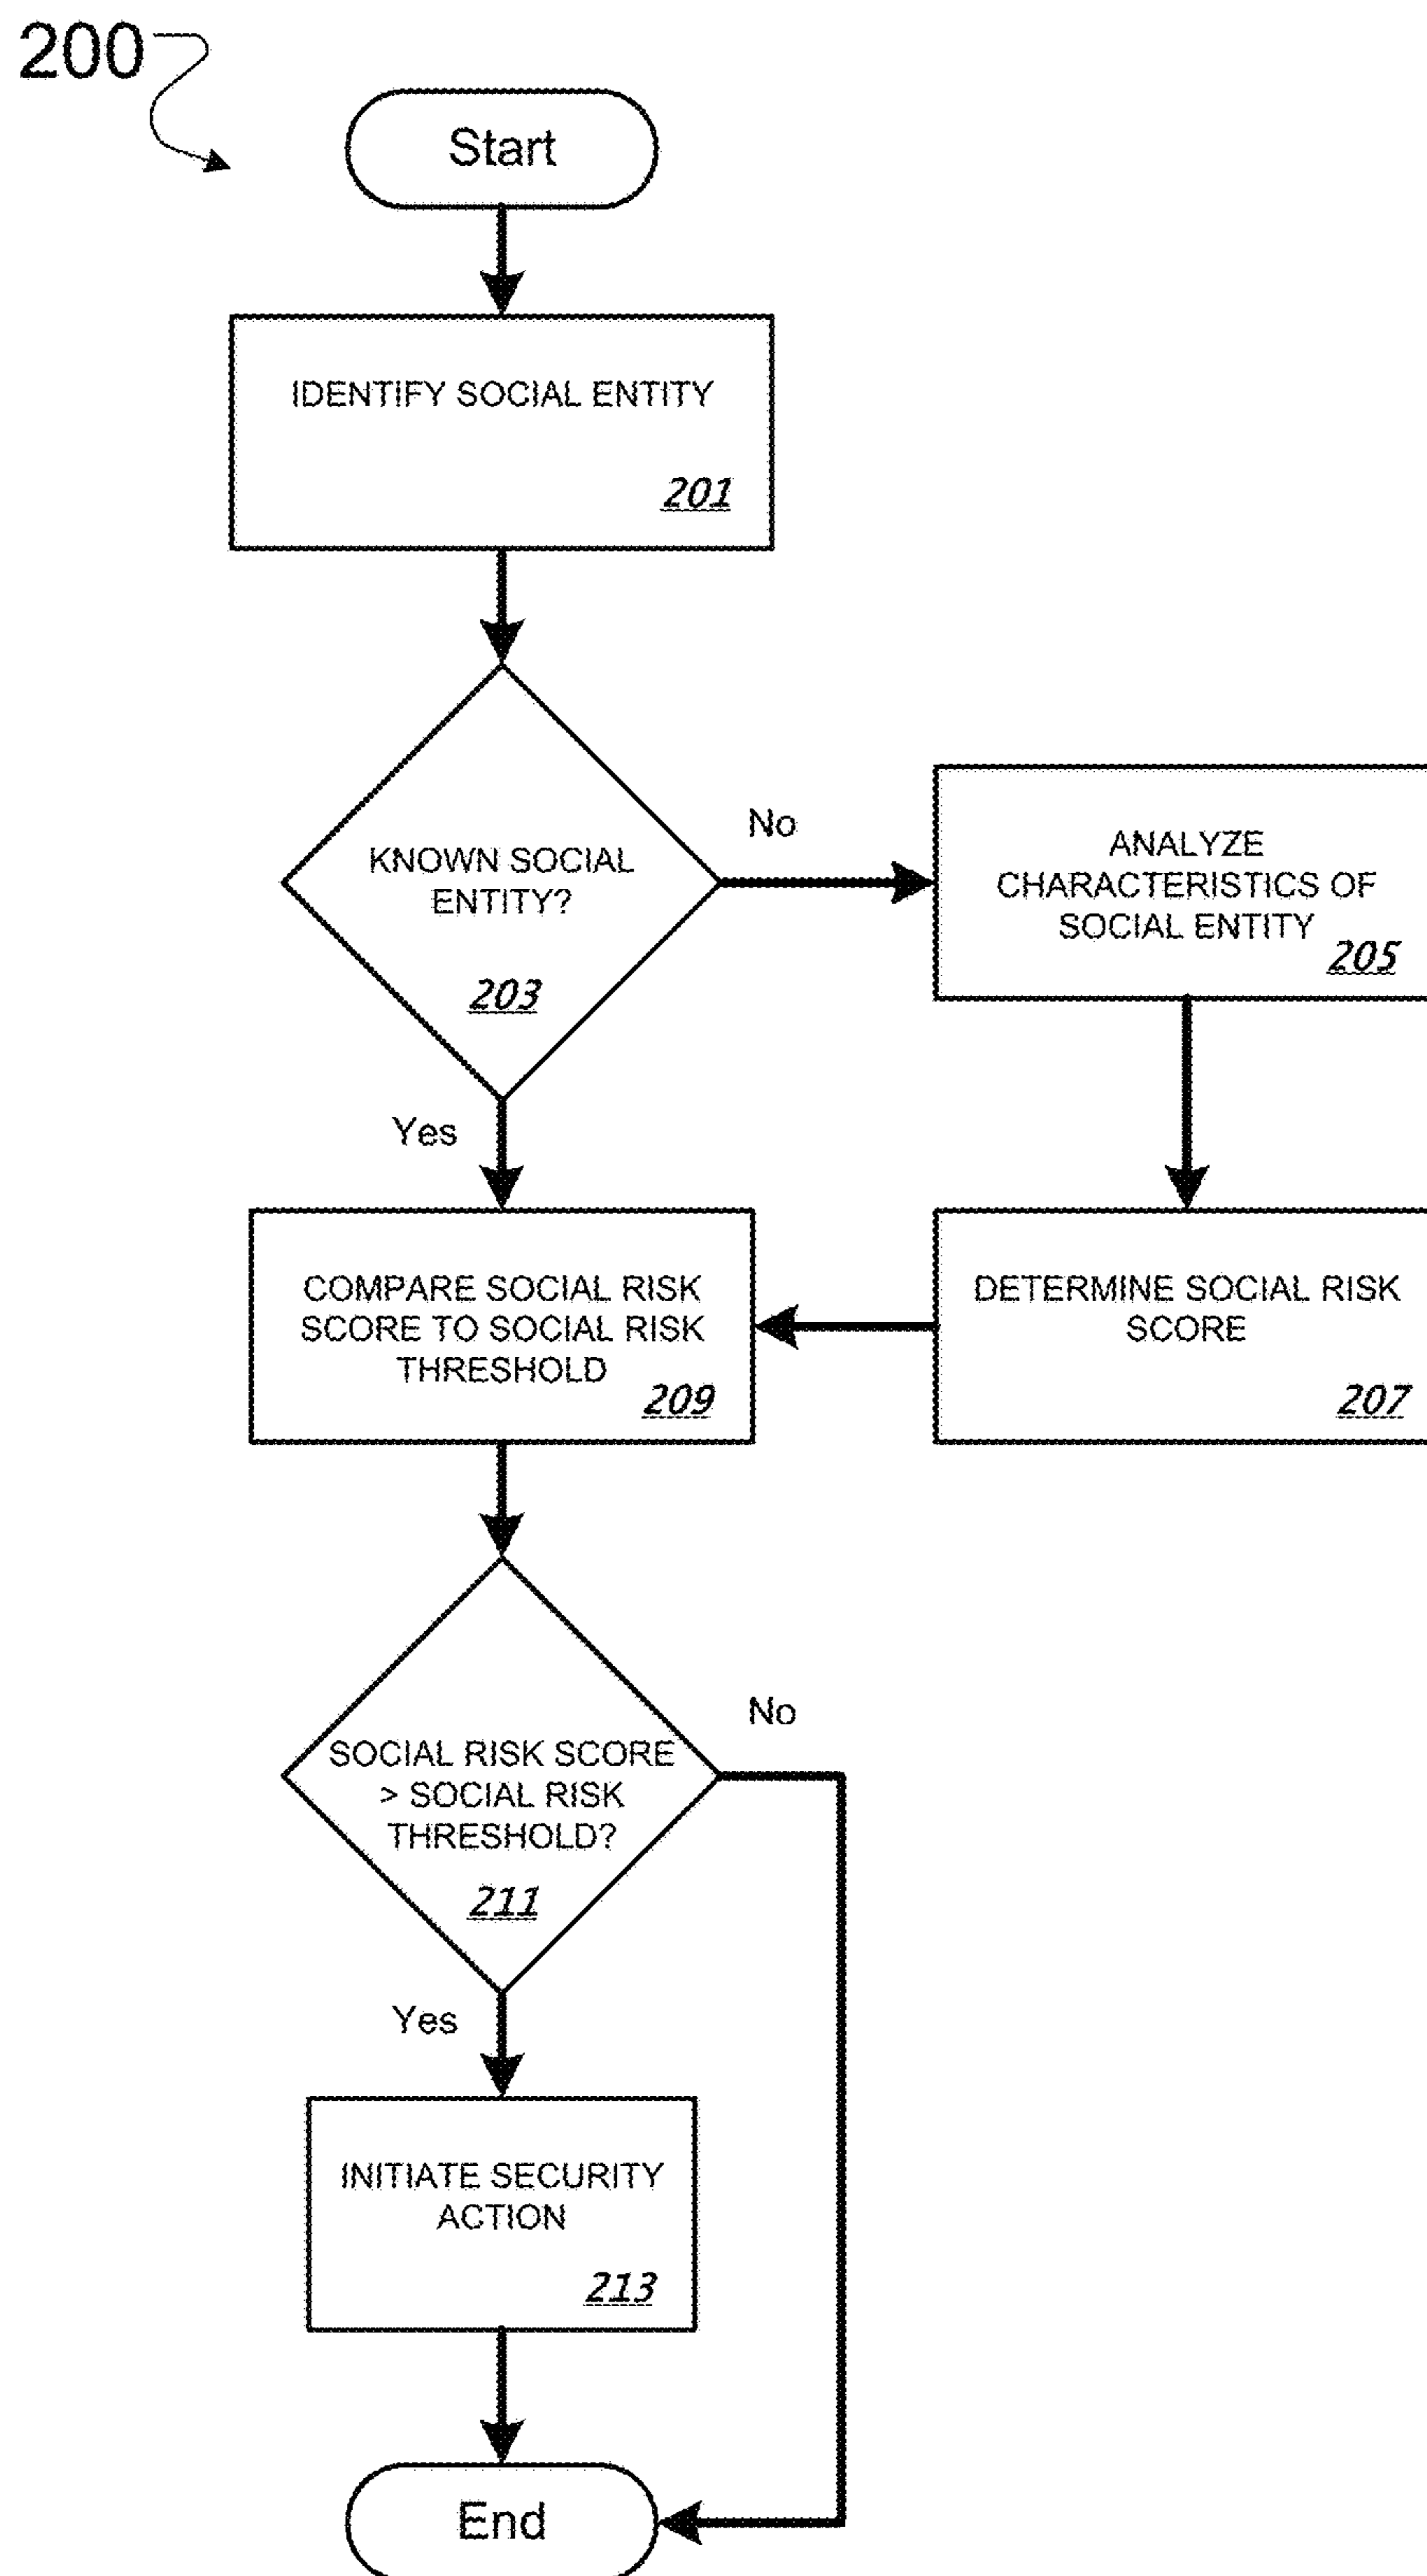 200
Start
IDENTIFY SOCIAL ENTITY
201
KNOWN SOCIAL
ENTITY?
203
No
Yes
ANALYZE
CHARACTERISTICS OF
SOCIAL ENTITY
205
DETERMINE SOCIAL RISK
SCORE
207
COMPARE SOCIAL RISK
SCORE TO SOCIAL RISK
THRESHOLD
209
SOCIAL RISK SCORE
> SOCIAL RISK
THRESHOLD?
211
No
Yes
INITIATE SECURITY
ACTION
213
End